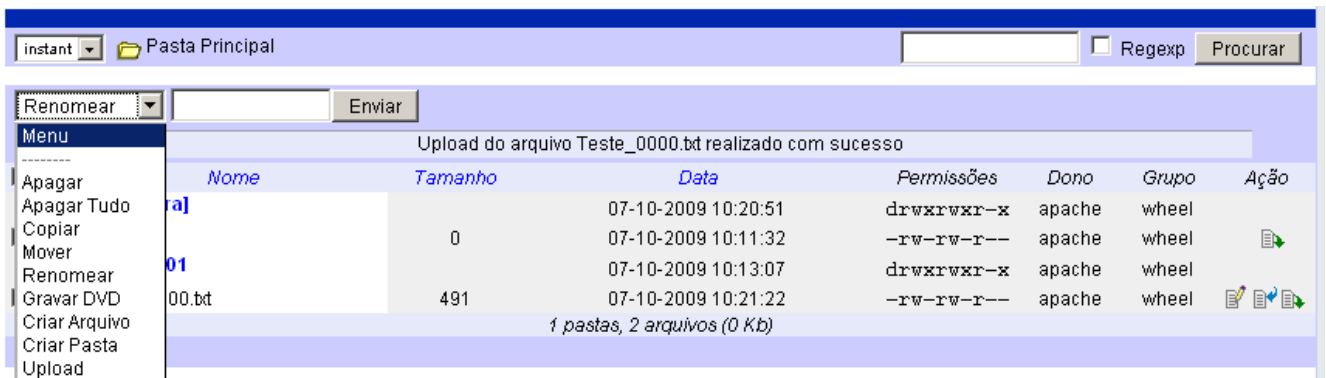 instant Pasta Principal Regexp Procurar
Renomear Enviar
Menu
Upload do arquivo Teste_0000.txt realizado com sucesso
--------
Nome Tamanho Data Permissões Dono Grupo Ação
Apagar
Apagar Tudo ra] 07-10-2009 10:20:51 drwxrwxr-x apache wheel
Copiar 0 07-10-2009 10:11:32 -rw-rw-r-- apache wheel
Mover
Renomear 01 07-10-2009 10:13:07 drwxrwxr-x apache wheel
Gravar DVD 00.txt 491 07-10-2009 10:21:22 -rw-rw-r-- apache wheel
Criar Arquivo 1 pastas, 2 arquivos (0 Kb)
Criar Pasta
Upload